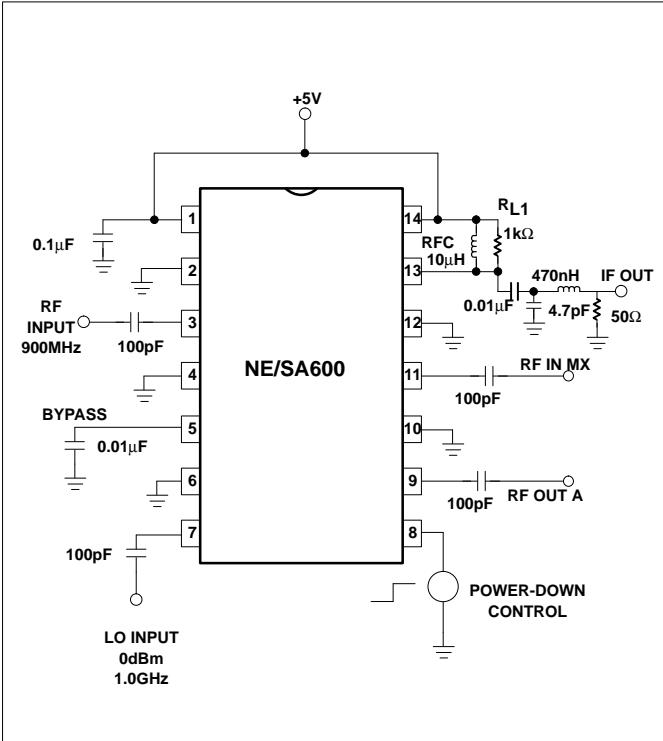 +5V
1
14
0.1μF
RL1
1kΩ
RFC
10μH
2
13
470nH
IF OUT
0.01μF
4.7pF
50Ω
RF
INPUT
900MHz
100pF
3
12
NE/SA600
4
11
RF IN MX
100pF
BYPASS
0.01μF
5
10
6
9
RF OUT A
100pF
7
8
100pF
POWER-DOWN
CONTROL
LO INPUT
0dBm
1.0GHz